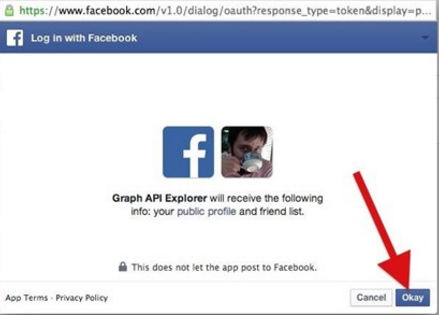 https://www.facebook.com/v1.0/dialog/oauth?response_type=token&display=p...
Log in with Facebook
Graph API Explorer will receive the following
info: your public profile and friend list.
This does not let the app post to Facebook.
App Terms · Privacy Policy
Cancel
Okay